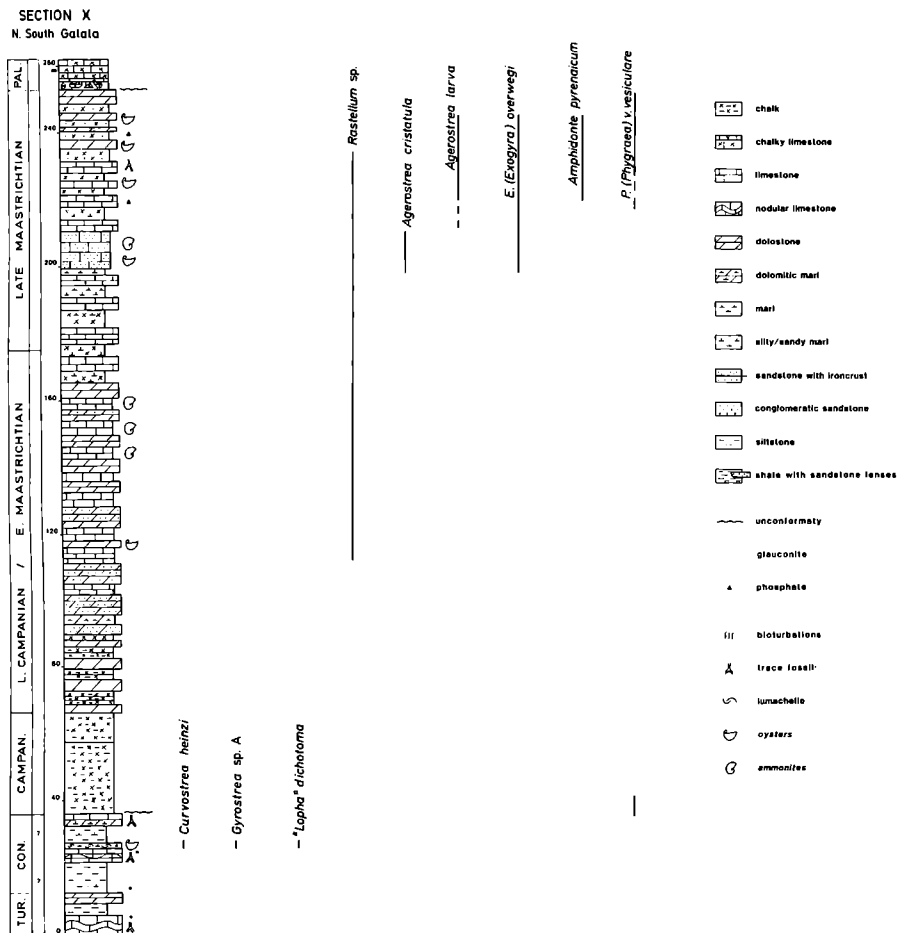 SECTION X
N. South Galala
PAL.
LATE MAASTRICHTIAN
L. CAMPANIAN / E. MAASTRICHTIAN
CAMPAN.
CON.
TUR.
260
240
200
160
120
80
40
0
?
?
Curvostrea heinzi
Gyrostrea sp. A
"Lopha" dichotoma
Rastellum sp.
Agerostrea cristatula
Agerostrea larva
E. (Exogyra) overwegi
Amphidonte pyrenaicum
P. (Phygraea) v. vesiculare
chalk
chalky limestone
limestone
nodular limestone
dolostone
dolomitic marl
marl
silty/sandy marl
sandstone with ironcrust
conglomeratic sandstone
siltstone
shale with sandstone lenses
unconformaty
glauconite
phosphate
bioturbations
trace fossil
lumachelle
oysters
ammonites